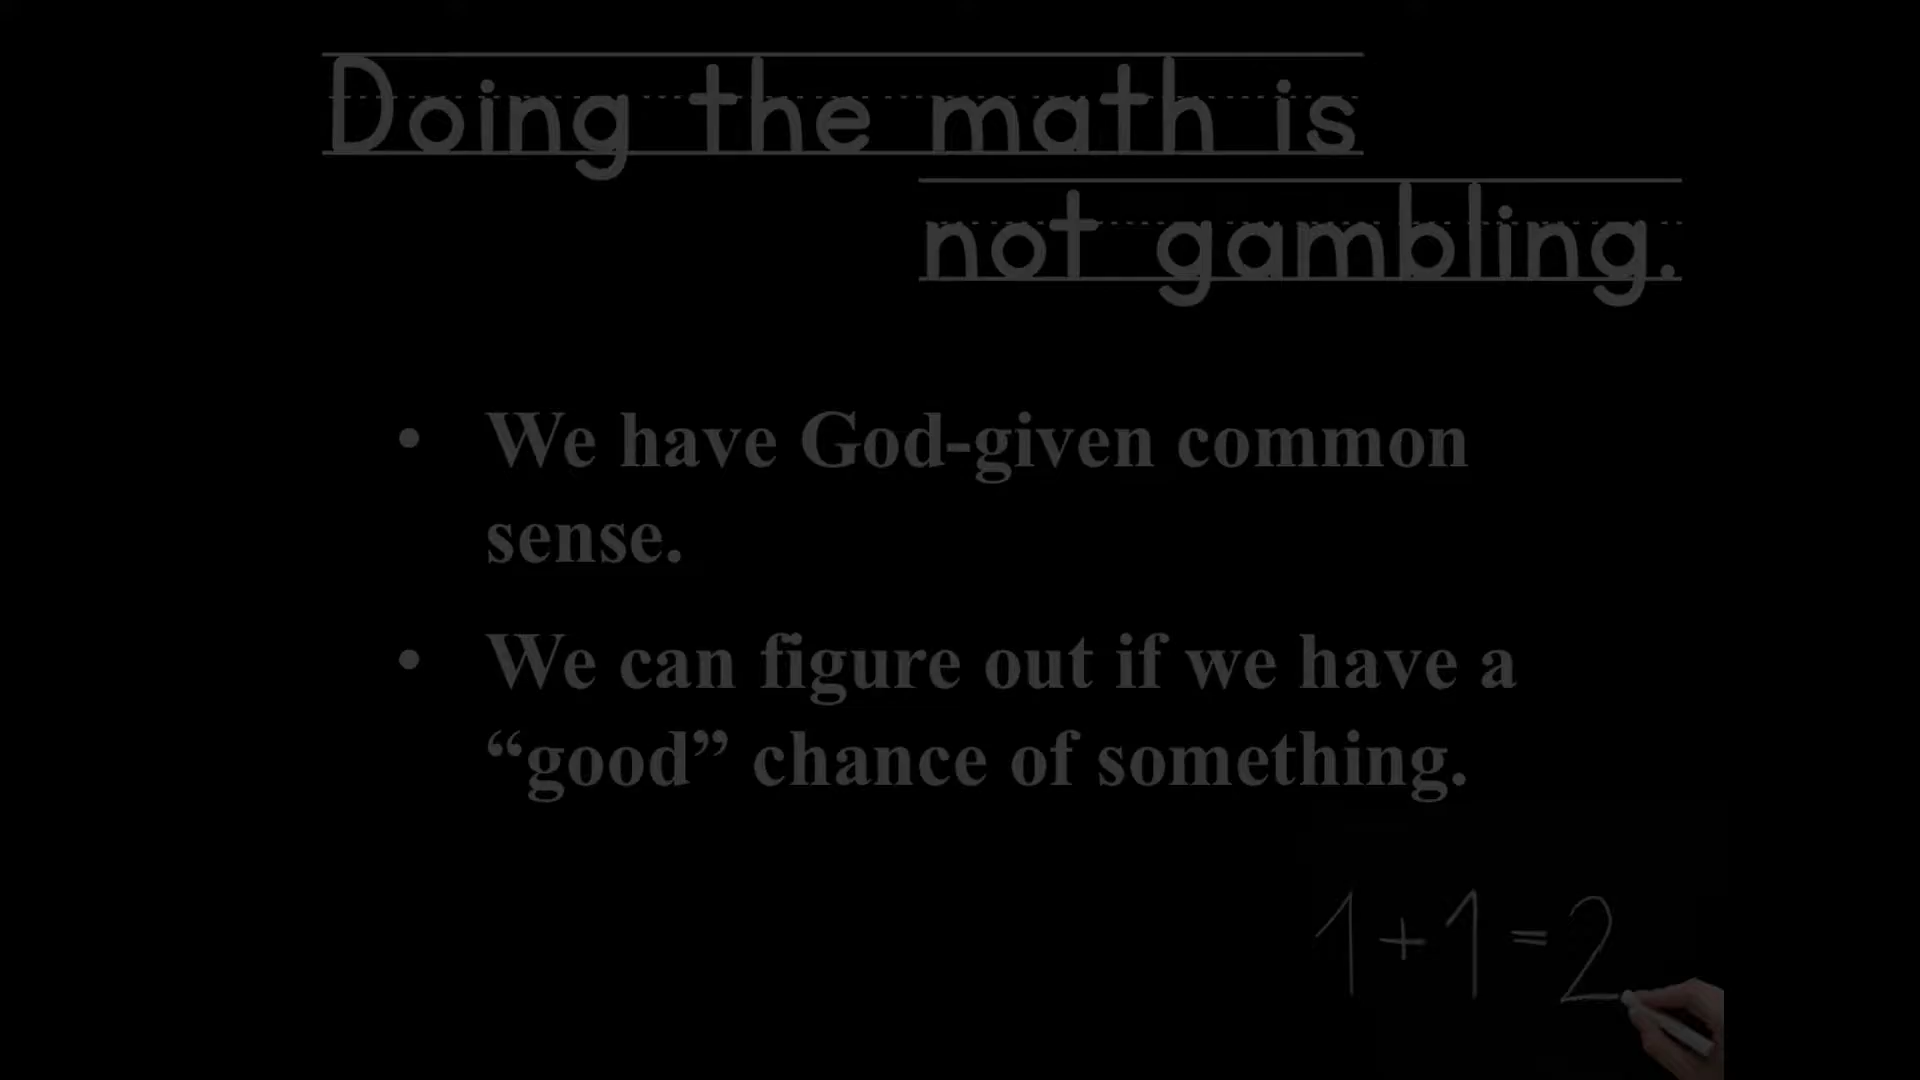 Doing the math is
not gambling.
• We have God-given common
sense.
• We can figure out if we have a
“good” chance of something.
1+1=2